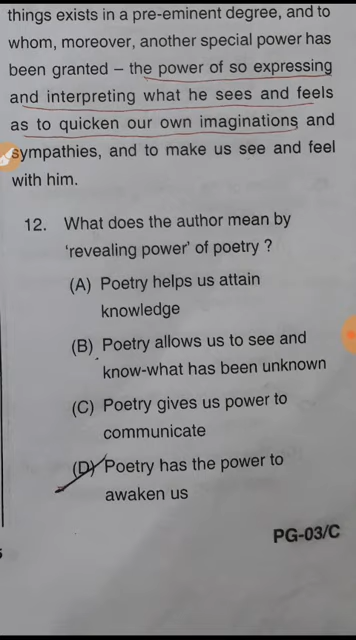 things exists in a pre-eminent degree, and to
whom, moreover, another special power has
been granted – the power of so expressing
and interpreting what he sees and feels
as to quicken our own imaginations and
sympathies, and to make us see and feel
with him.
12. What does the author mean by
'revealing power' of poetry ?
(A) Poetry helps us attain
knowledge
(B) Poetry allows us to see and
know-what has been unknown
(C) Poetry gives us power to
communicate
(D) Poetry has the power to
awaken us
PG-03/C